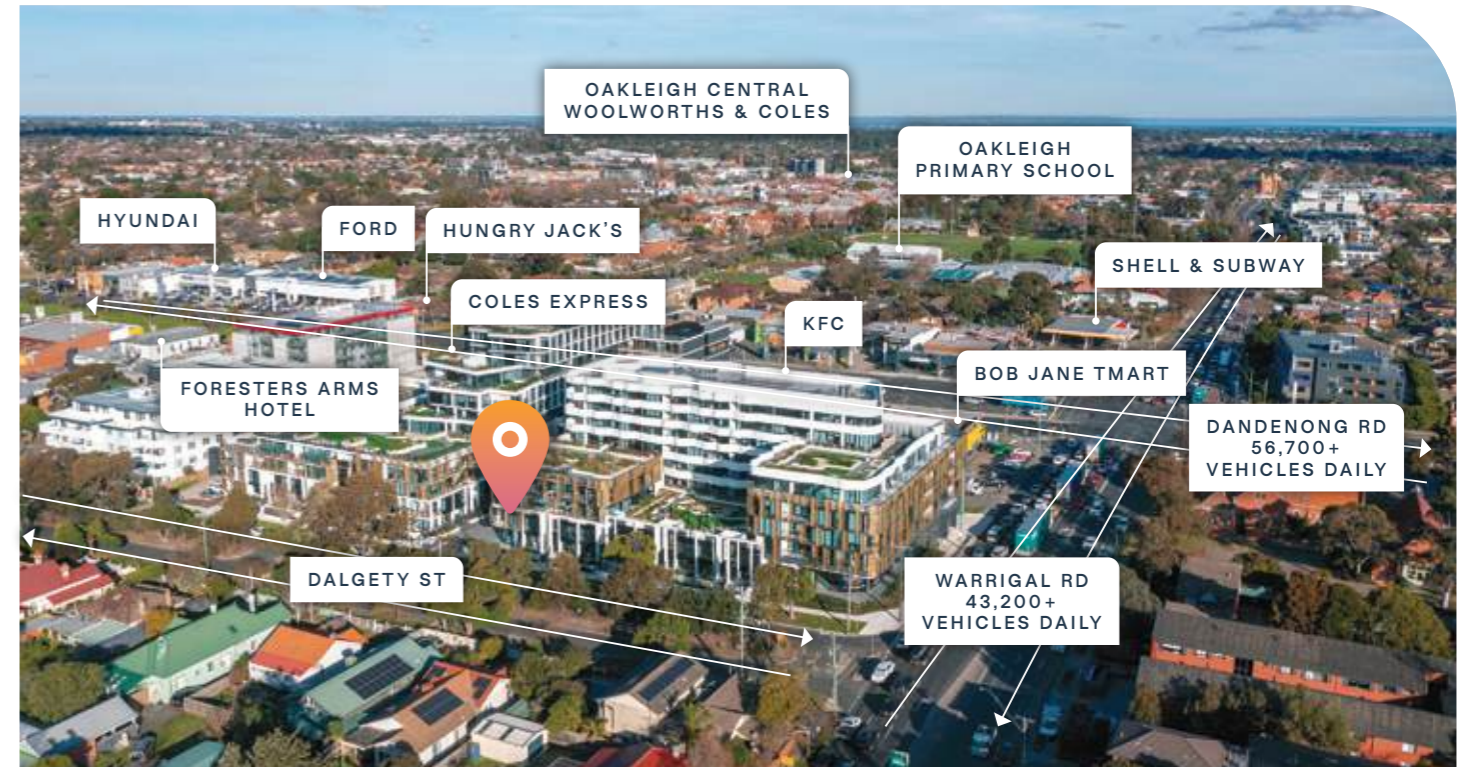 OAKLEIGH CENTRAL
WOOLWORTHS & COLES
OAKLEIGH
PRIMARY SCHOOL
HYUNDAI
FORD
HUNGRY JACK'S
SHELL & SUBWAY
COLES EXPRESS
KFC
FORESTERS ARMS
HOTEL
BOB JANE TMART
DANDENONG RD
56,700+
VEHICLES DAILY
DALGETY ST
WARRIGAL RD
43,200+
VEHICLES DAILY